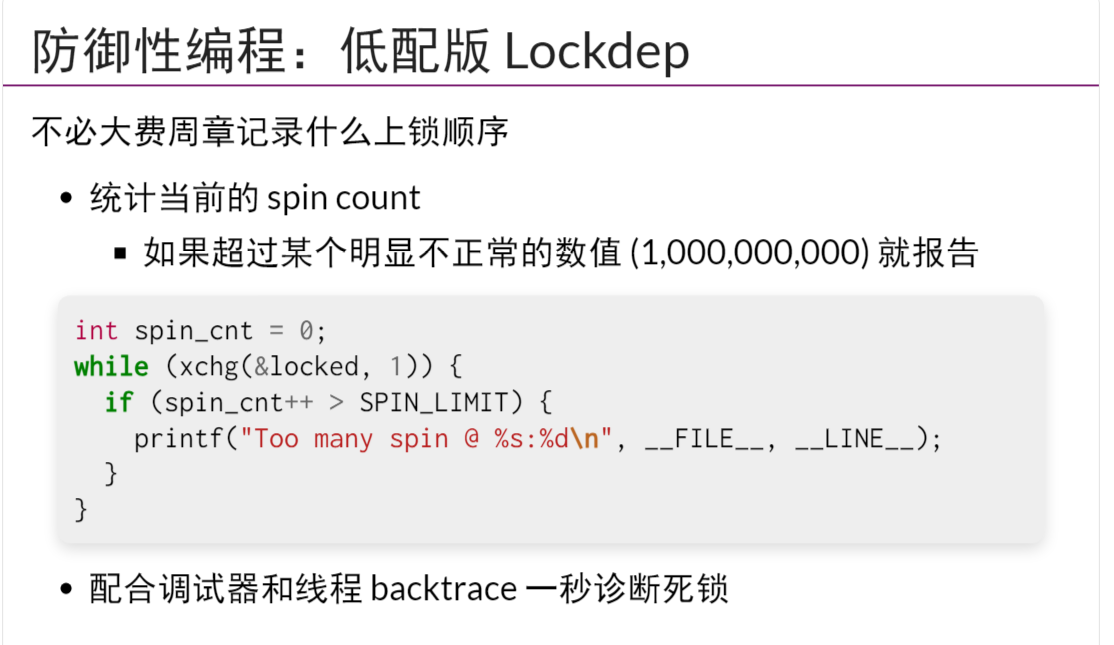 防御性编程：低配版 Lockdep
不必大费周章记录什么上锁顺序
• 统计当前的 spin count
▪ 如果超过某个明显不正常的数值 (1,000,000,000) 就报告
int spin_cnt = 0;
while (xchg(&locked, 1)) {
  if (spin_cnt++ > SPIN_LIMIT) {
    printf("Too many spin @ %s:%d\n", __FILE__, __LINE__);
  }
}
• 配合调试器和线程 backtrace 一秒诊断死锁